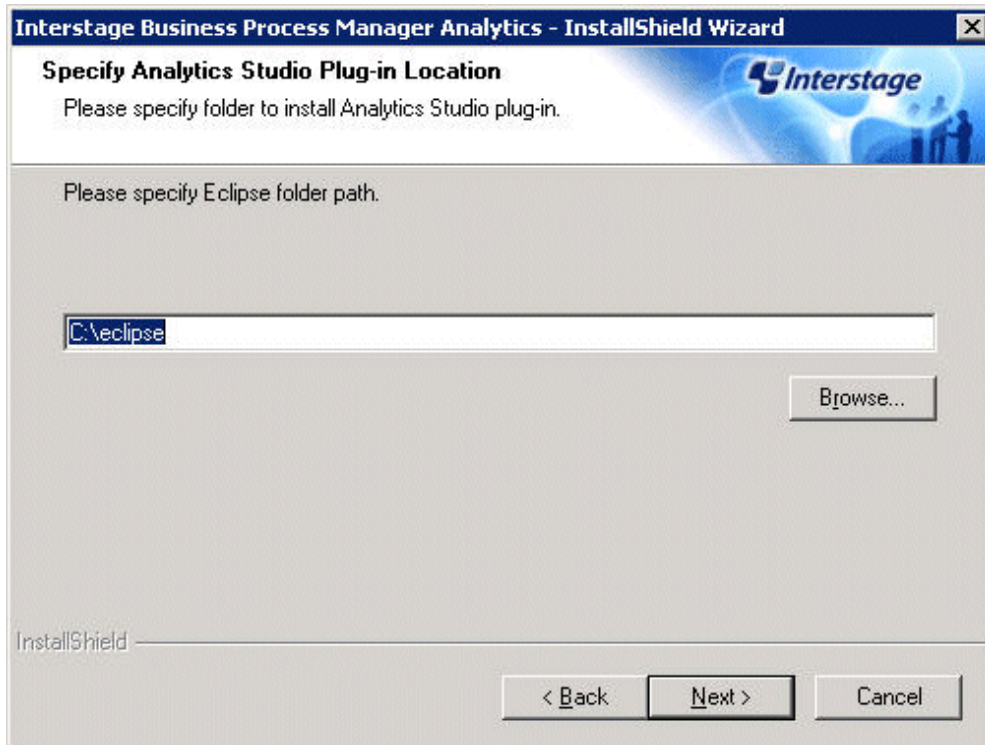 Interstage Business Process Manager Analytics - InstallShield Wizard
Specify Analytics Studio Plug-in Location
Interstage
Please specify folder to install Analytics Studio plug-in.
Please specify Eclipse folder path.
C:\eclipse
Browse...
InstallShield
< Back
Next >
Cancel